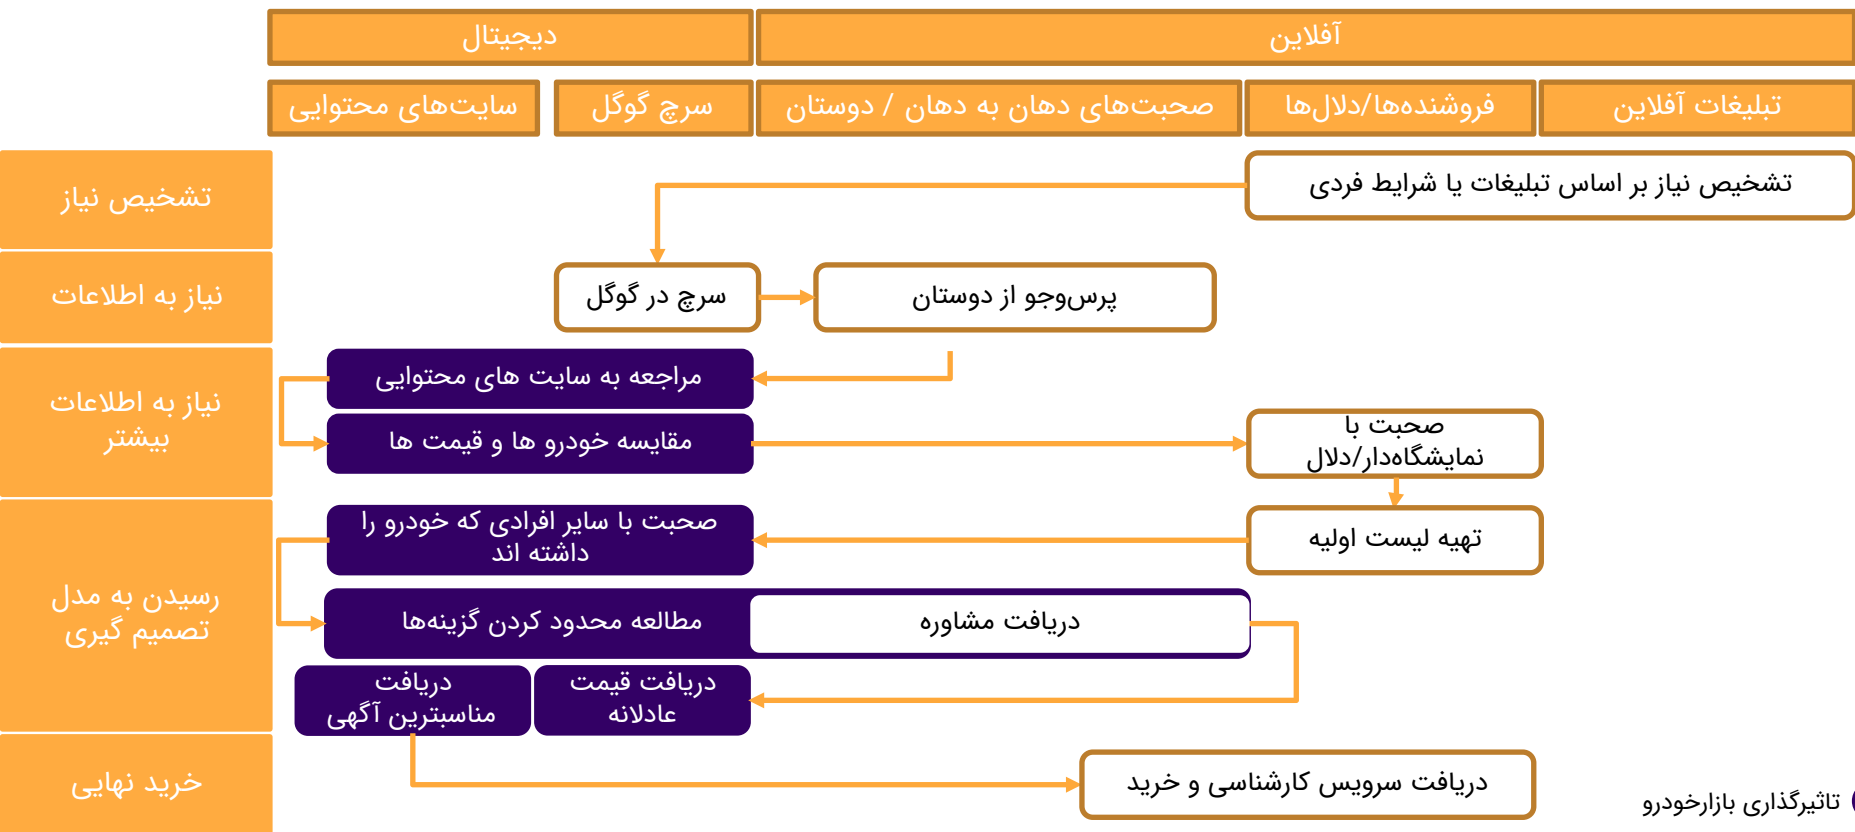 آفلاین
دیجیتال
تبلیغات آفلاین
فروشنده‌ها/دلال‌ها
صحبت‌های دهان به دهان / دوستان
سرچ گوگل
سایت‌های محتوایی
تشخیص نیاز
تشخیص نیاز بر اساس تبلیغات یا شرایط فردی
نیاز به اطلاعات
سرچ در گوگل
پرس‌وجو از دوستان
نیاز به اطلاعات
بیشتر
مراجعه به سایت های محتوایی
مقایسه خودرو ها و قیمت ها
صحبت با
نمایشگاه‌دار/دلال
رسیدن به مدل
تصمیم گیری
تهیه لیست اولیه
صحبت با سایر افرادی که خودرو را
داشته اند
مطالعه محدود کردن گزینه‌ها
دریافت مشاوره
دریافت قیمت
عادلانه
دریافت
مناسبترین آگهی
خرید نهایی
دریافت سرویس کارشناسی و خرید
تاثیرگذاری بازارخودرو